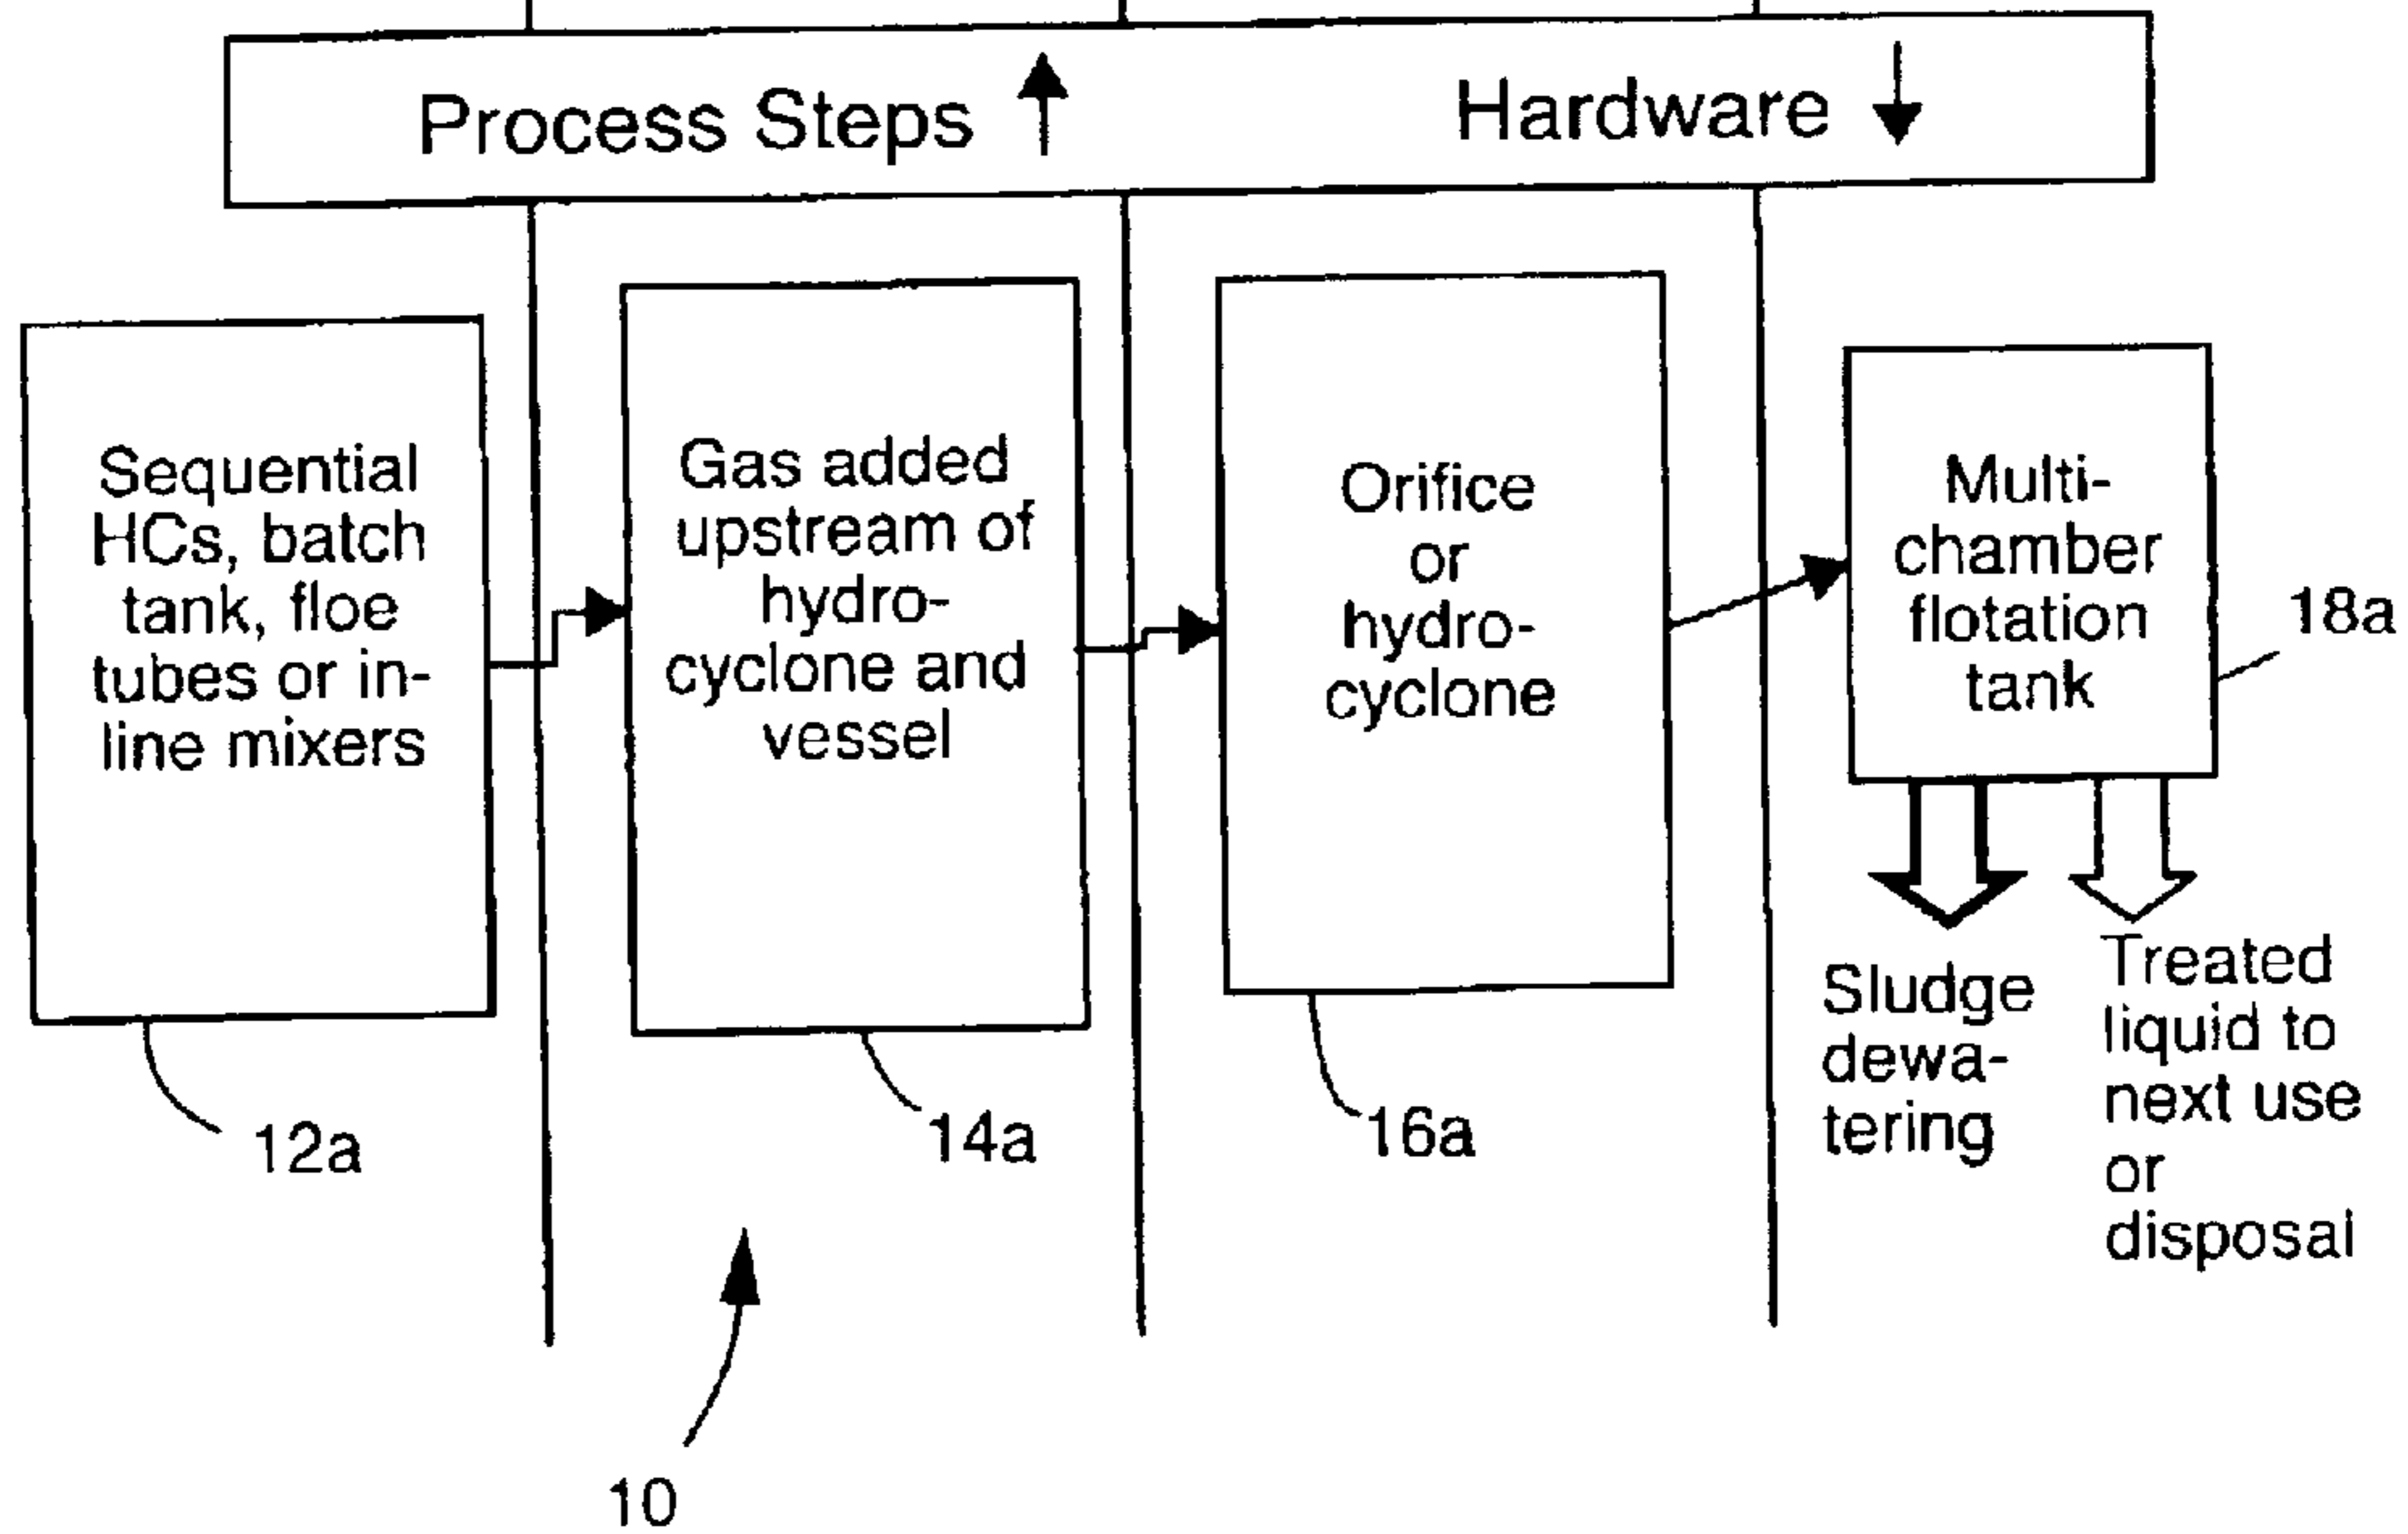 Process Steps
Hardware
Sequential
HCs, batch
tank, floe
tubes or in-
line mixers
12a
Gas added
upstream of
hydro-
cyclone and
vessel
14a
Orifice
or
hydro-
cyclone
16a
Multi-
chamber
flotation
tank
18a
Sludge
dewa-
tering
Treated
liquid to
next use
or
disposal
10